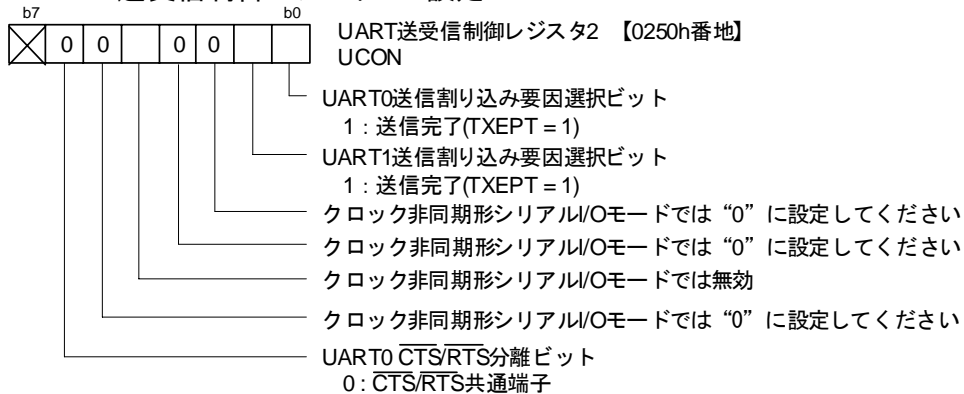 b7 b0
0 0 0 0
UART送受信制御レジスタ2 【0250h番地】
UCON
UART0送信割り込み要因選択ビット
1：送信完了(TXEPT = 1)
UART1送信割り込み要因選択ビット
1：送信完了(TXEPT = 1)
クロック非同期形シリアルI/Oモードでは“0”に設定してください
クロック非同期形シリアルI/Oモードでは“0”に設定してください
クロック非同期形シリアルI/Oモードでは無効
クロック非同期形シリアルI/Oモードでは“0”に設定してください
UART0 CTS/RTS分離ビット
0 : CTS/RTS共通端子